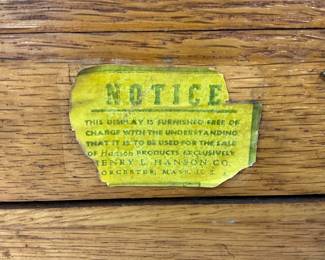 NOTICE
THIS DISPLAY IS FURNISHED FREE OF
CHARGE WITH THE UNDERSTANDING
THAT IT IS TO BE USED FOR THE SALE
OF Hanson PRODUCTS EXCLUSIVELY
HENRY L. HANSON CO.
ORCESTER, MASS. U. S.